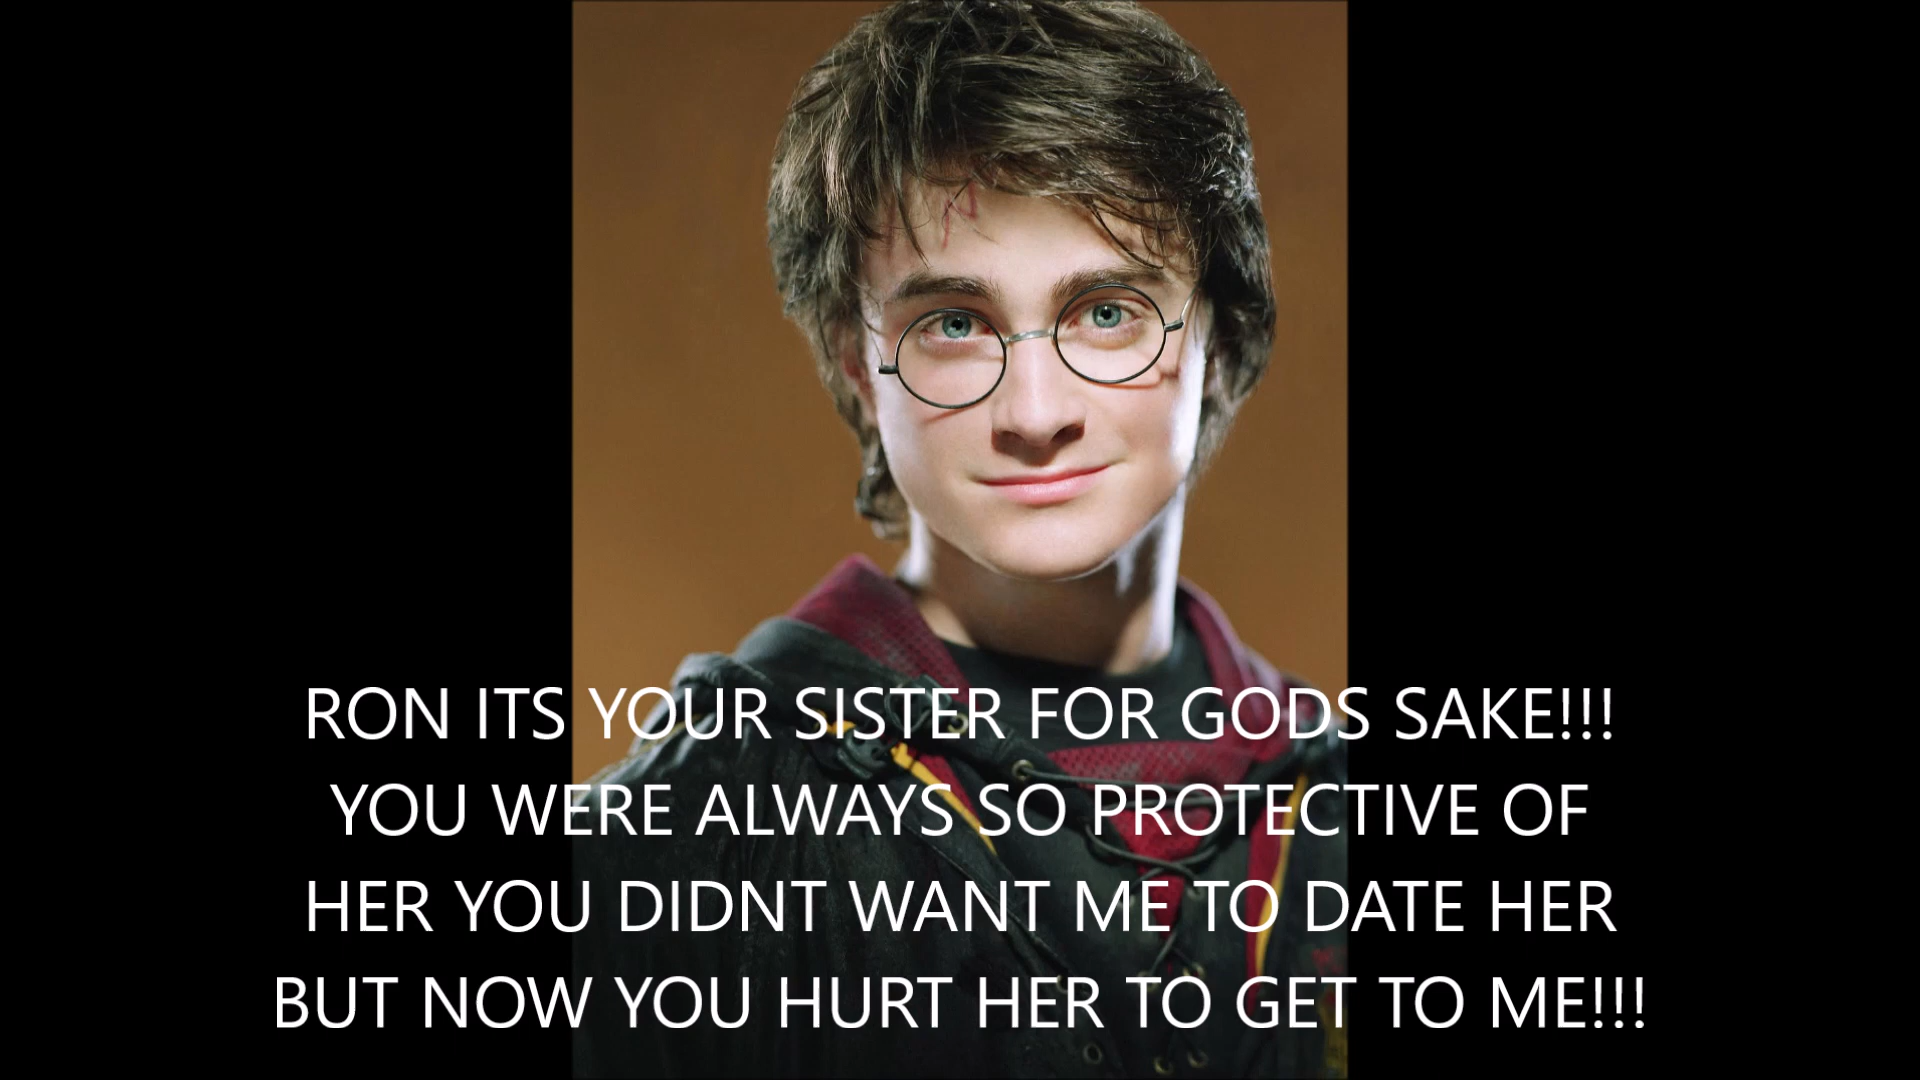 RON ITS YOUR SISTER FOR GODS SAKE!!!
YOU WERE ALWAYS SO PROTECTIVE OF
HER YOU DIDNT WANT ME TO DATE HER
BUT NOW YOU HURT HER TO GET TO ME!!!